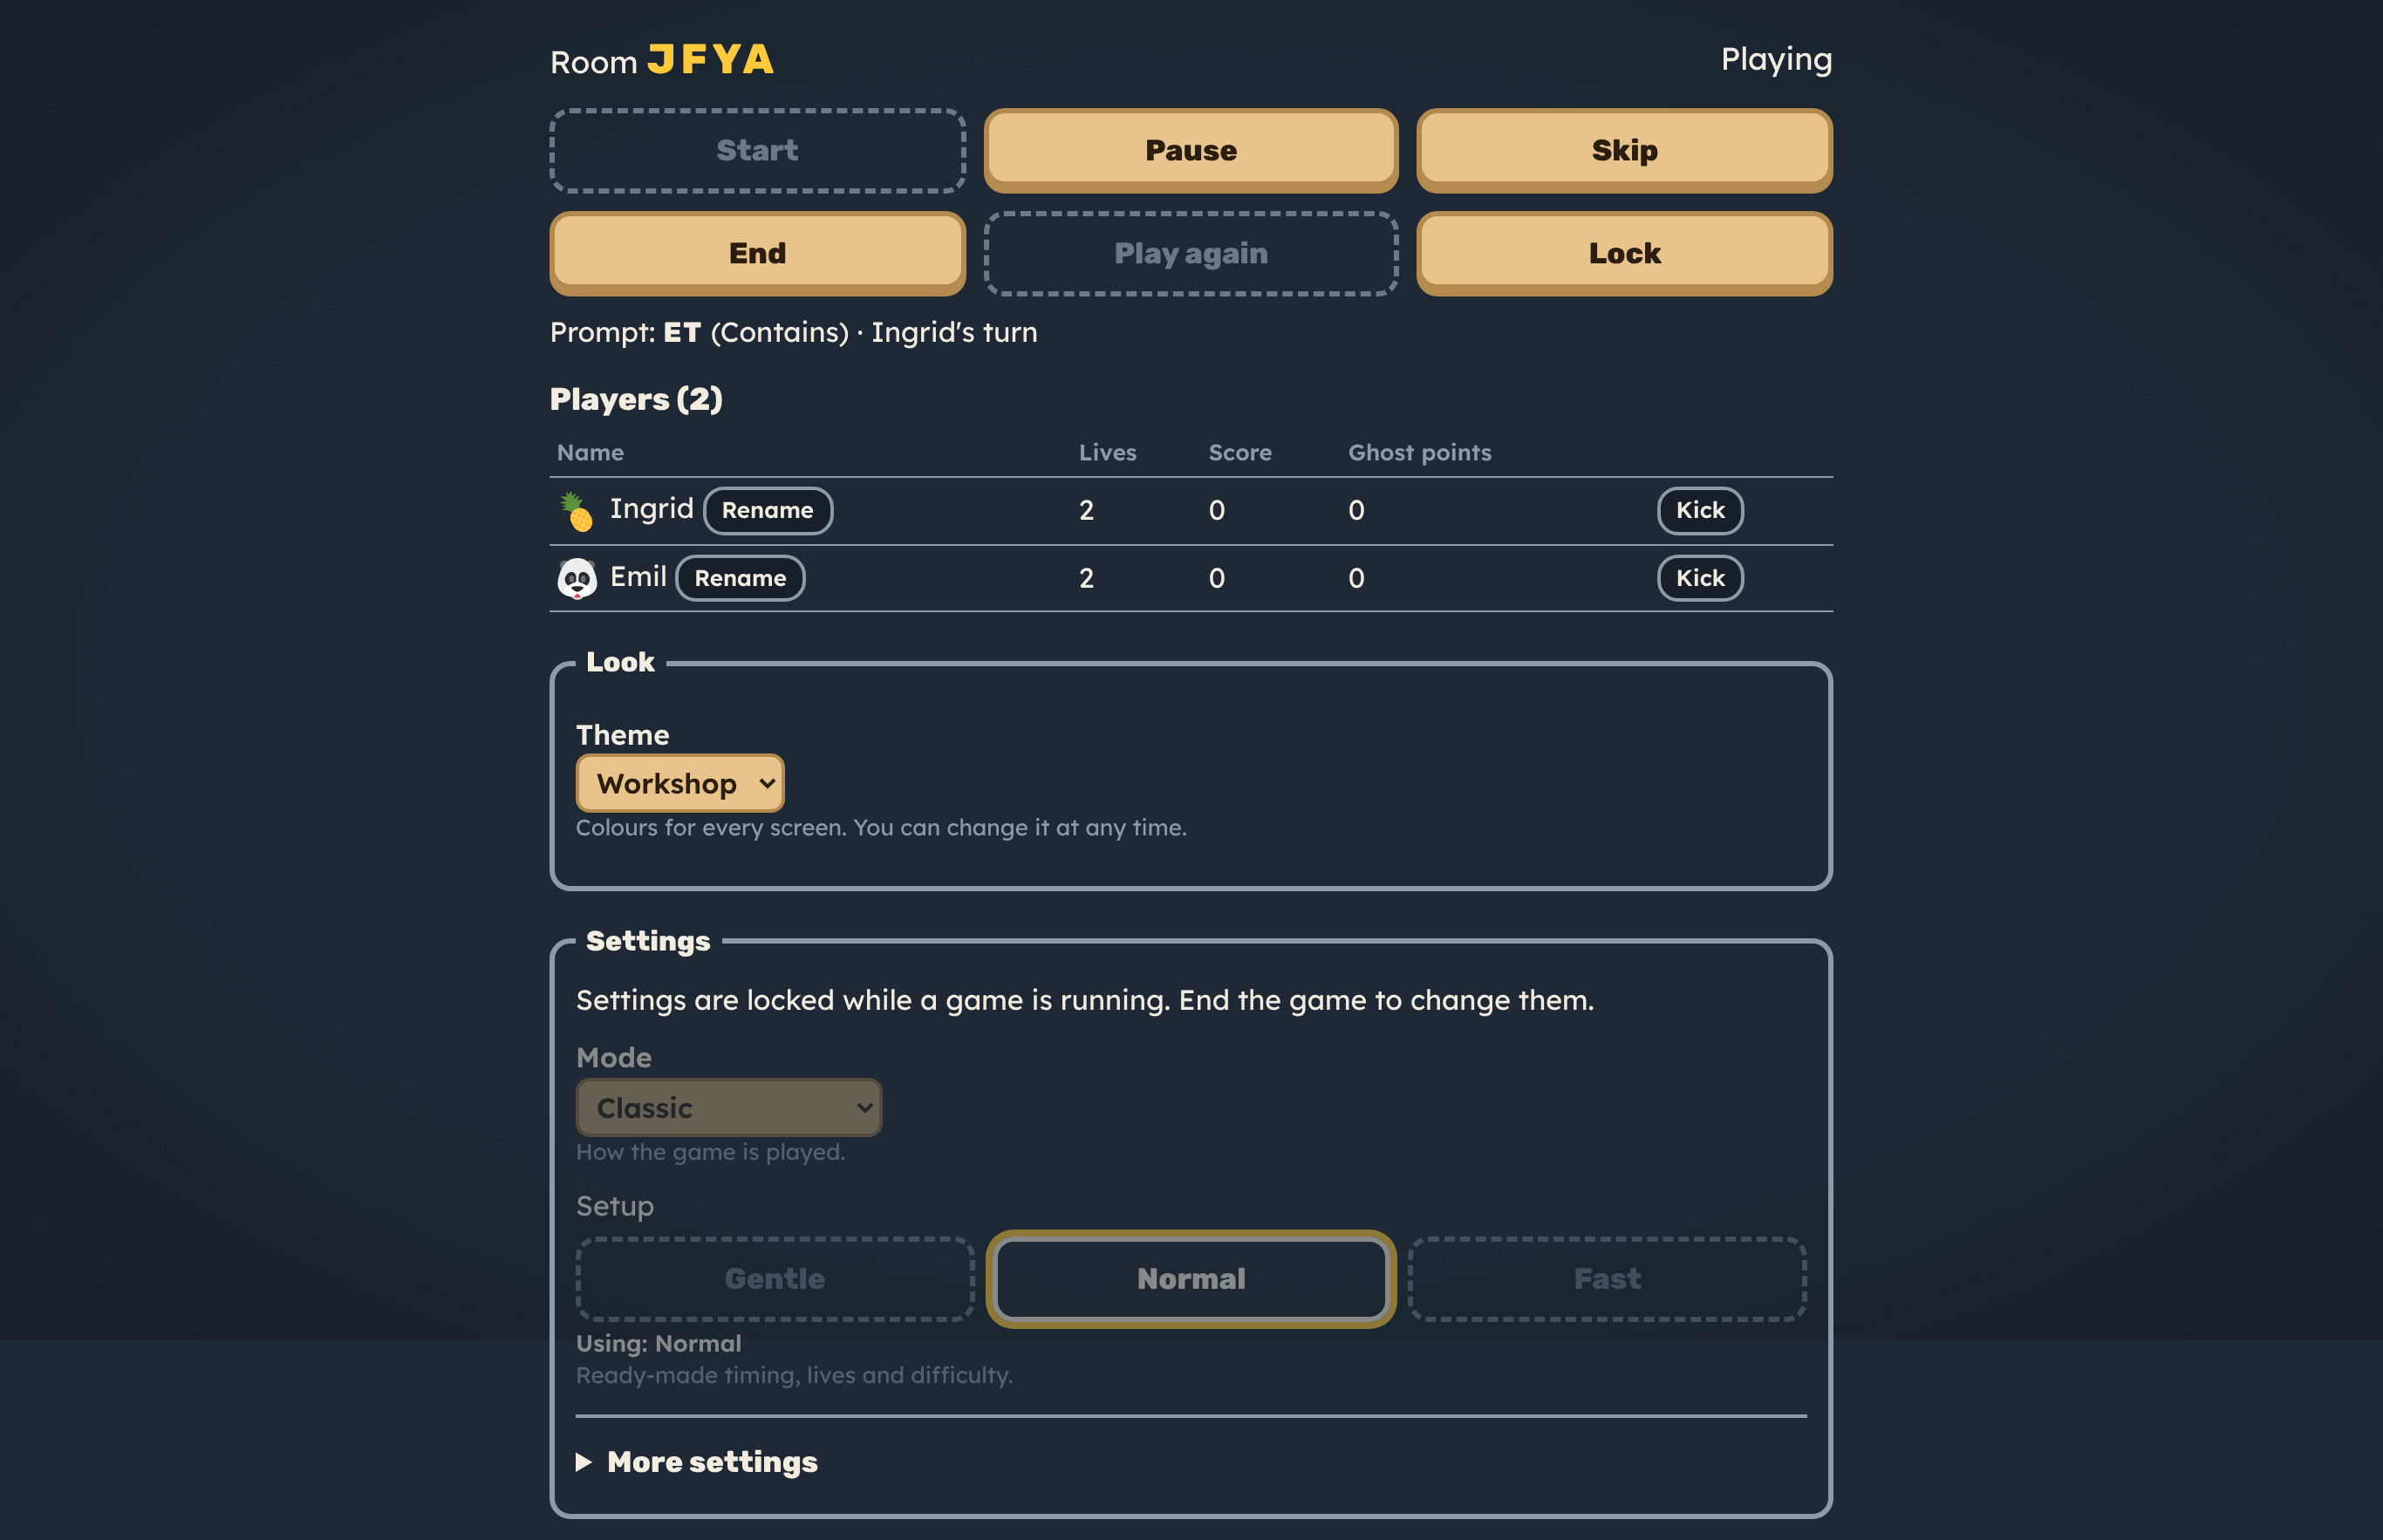 Room JFYA Playing
Start Pause Skip
End Play again Lock
Prompt: ET (Contains) · Ingrid's turn
Players (2)
Name Lives Score Ghost points
Ingrid Rename 2 0 0 Kick
Emil Rename 2 0 0 Kick
Look
Theme
Workshop
Colours for every screen. You can change it at any time.
Settings
Settings are locked while a game is running. End the game to change them.
Mode
Classic
How the game is played.
Setup
Gentle Normal Fast
Using: Normal
Ready-made timing, lives and difficulty.
More settings